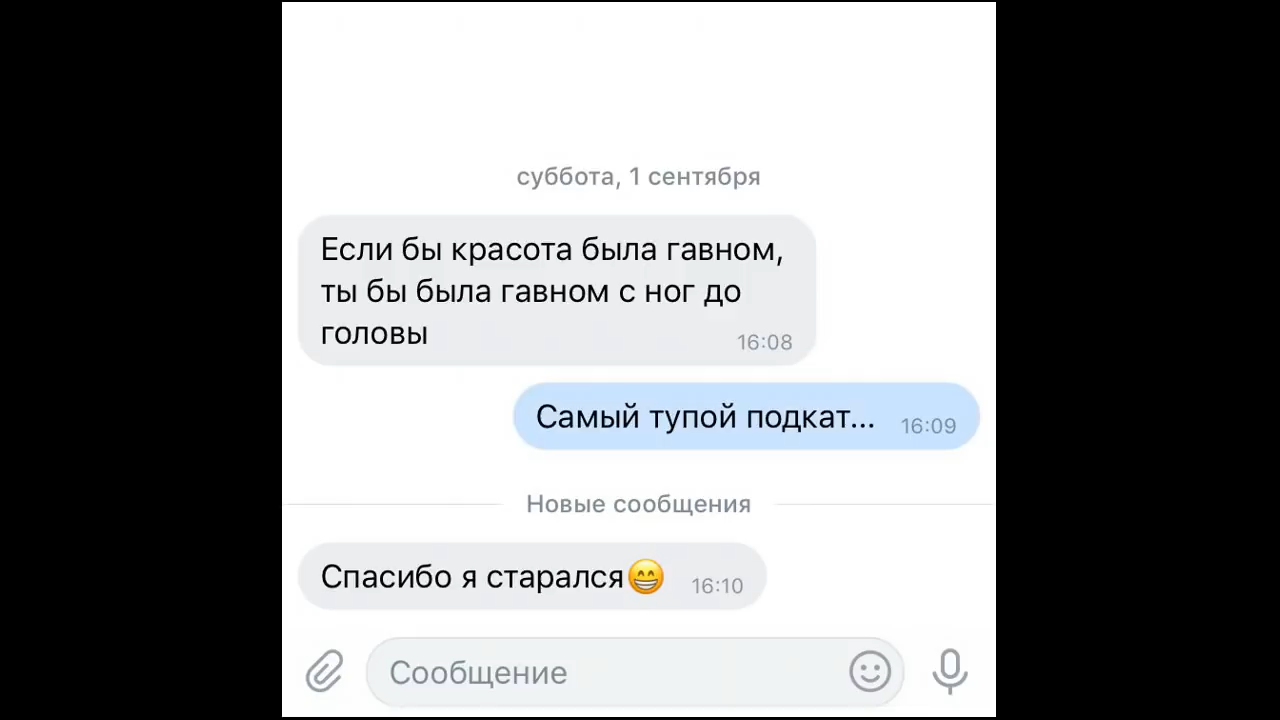 суббота, 1 сентября
Если бы красота была гавном,
ты бы была гавном с ног до
головы
16:08
Самый тупой подкат... 16:09
Новые сообщения
Спасибо я старался😁 16:10
Сообщение